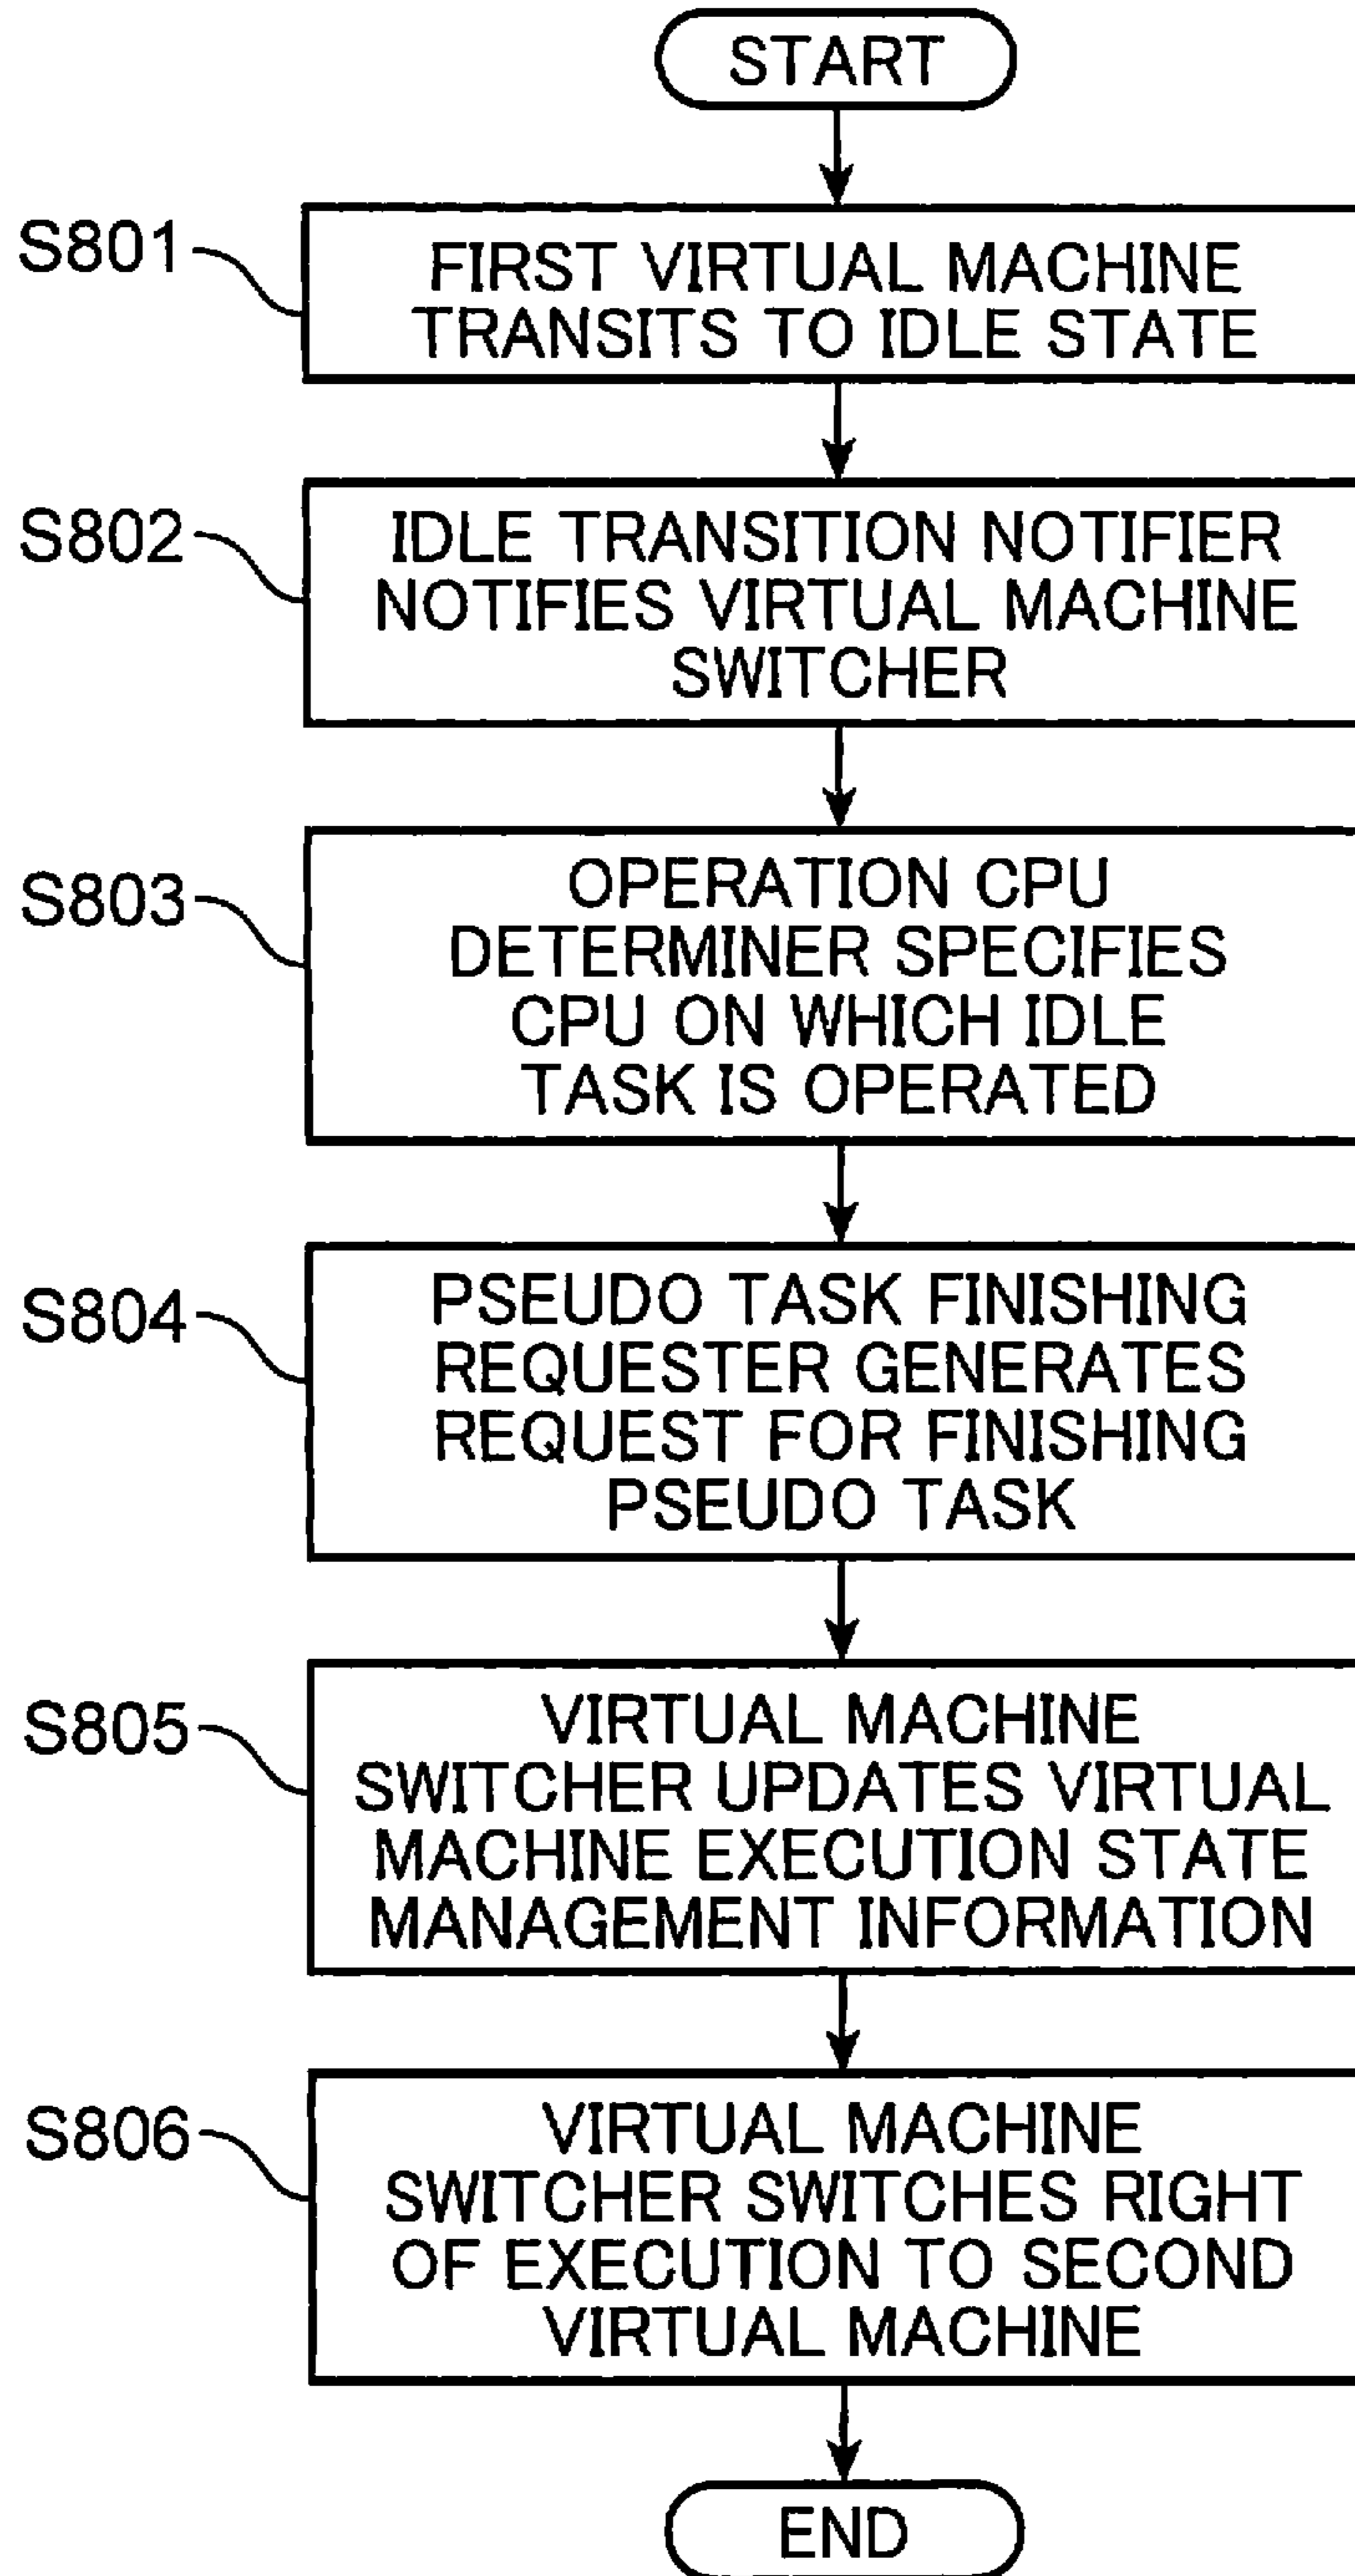 START
S801
FIRST VIRTUAL MACHINE
TRANSITS TO IDLE STATE
S802
IDLE TRANSITION NOTIFIER
NOTIFIES VIRTUAL MACHINE
SWITCHER
S803
OPERATION CPU
DETERMINER SPECIFIES
CPU ON WHICH IDLE
TASK IS OPERATED
S804
PSEUDO TASK FINISHING
REQUESTER GENERATES
REQUEST FOR FINISHING
PSEUDO TASK
S805
VIRTUAL MACHINE
SWITCHER UPDATES VIRTUAL
MACHINE EXECUTION STATE
MANAGEMENT INFORMATION
S806
VIRTUAL MACHINE
SWITCHER SWITCHES RIGHT
OF EXECUTION TO SECOND
VIRTUAL MACHINE
END